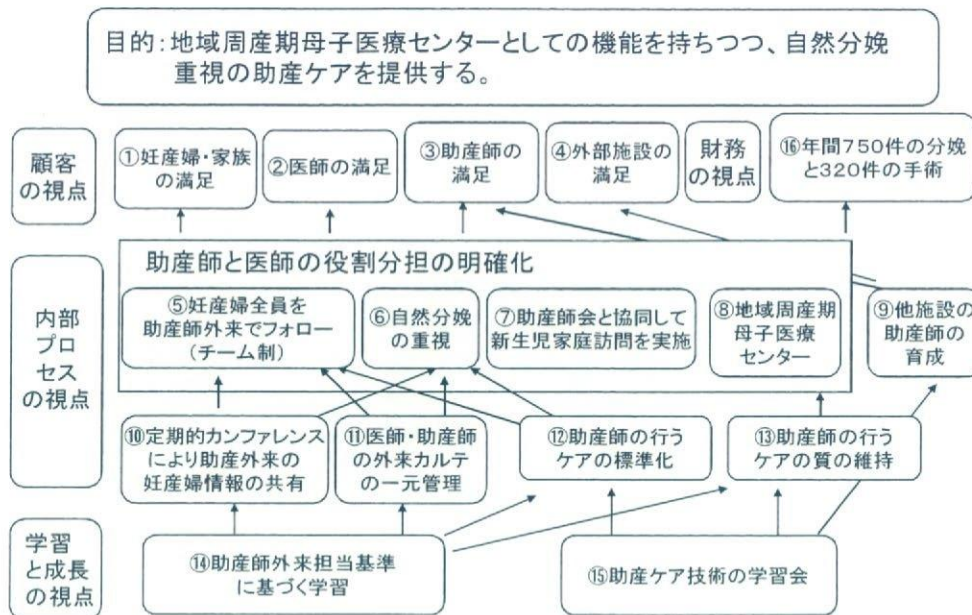 目的:地域周産期母子医療センターとしての機能を持ちつつ、自然分娩
重視の助産ケアを提供する。
顧客
の視点
①妊産婦・家族
の満足
②医師の満足
③助産師の
満足
④外部施設の
満足
財務
の視点
⑯年間750件の分娩
と320件の手術
内部
プロ
セス
の視点
助産師と医師の役割分担の明確化
⑤妊産婦全員を
助産師外来でフォロー
(チーム制)
⑥自然分娩
の重視
⑦助産師会と協同して
新生児家庭訪問を実施
⑧地域周産期
母子医療
センター
⑨他施設の
助産師の
育成
⑩定期的カンファレンス
により助産外来の
妊産婦情報の共有
⑪医師・助産師
の外来カルテ
の一元管理
⑫助産師の行う
ケアの標準化
⑬助産師の行う
ケアの質の維持
学習
と成長
の視点
⑭助産師外来担当基準
に基づく学習
⑮助産ケア技術の学習会